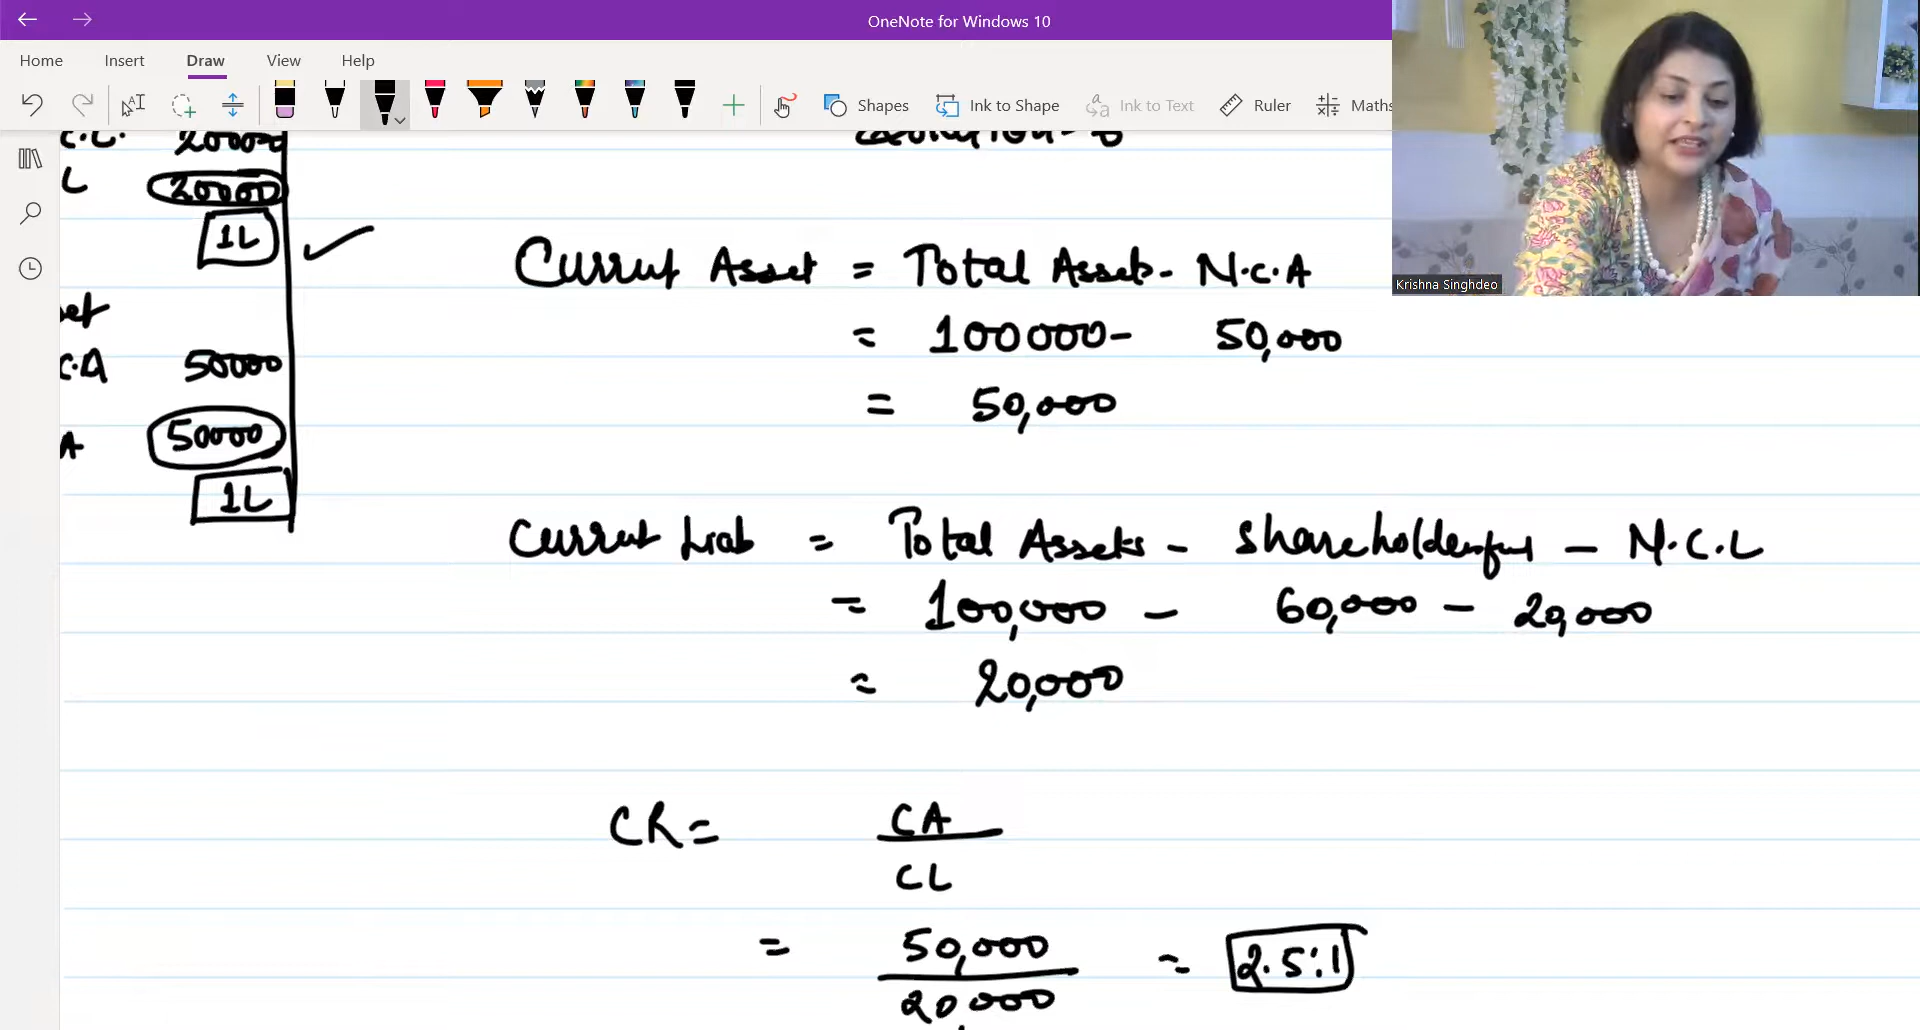 OneNote for Windows 10
Home Insert Draw View Help
Shapes Ink to Shape Ink to Text Ruler Maths
Krishna Singhdeo
20000
L 20000
1L
50000
A 50000
1L
Current Asset = Total Assets - N.C.A
= 100000 - 50,000
= 50,000
Current Liab = Total Assets - Shareholders fund - N.C.L
= 100,000 - 60,000 - 20,000
= 20,000
CR = CA
CL
= 50,000 = 2.5:1
20,000